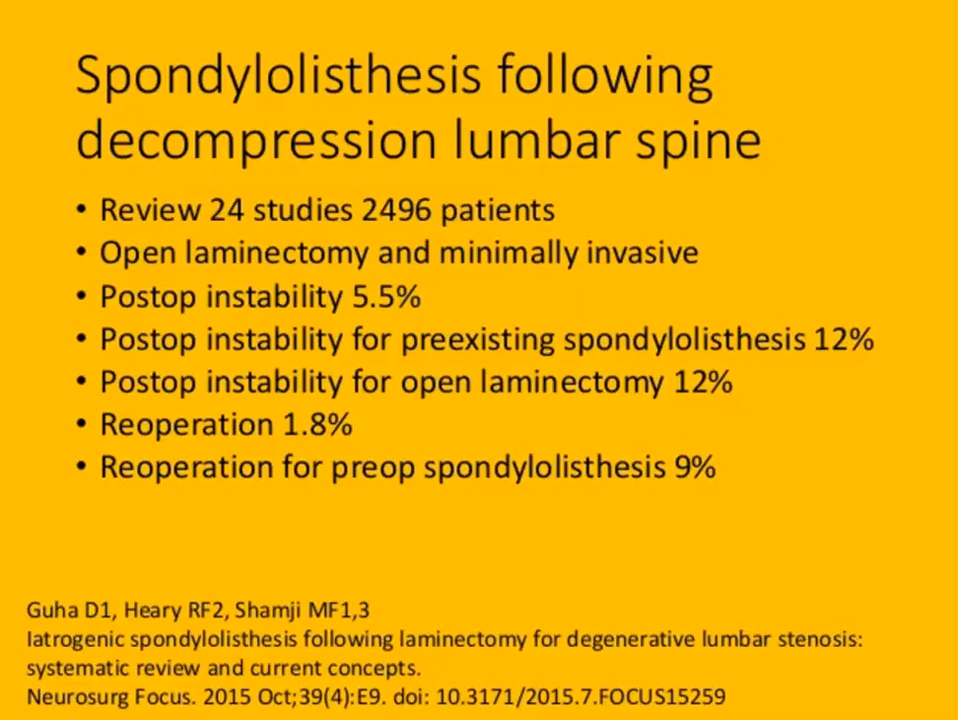 Spondylolisthesis following
decompression lumbar spine
• Review 24 studies 2496 patients
• Open laminectomy and minimally invasive
• Postop instability 5.5%
• Postop instability for preexisting spondylolisthesis 12%
• Postop instability for open laminectomy 12%
• Reoperation 1.8%
• Reoperation for preop spondylolisthesis 9%
Guha D1, Heary RF2, Shamji MF1,3
Iatrogenic spondylolisthesis following laminectomy for degenerative lumbar stenosis:
systematic review and current concepts.
Neurosurg Focus. 2015 Oct;39(4):E9. doi: 10.3171/2015.7.FOCUS15259